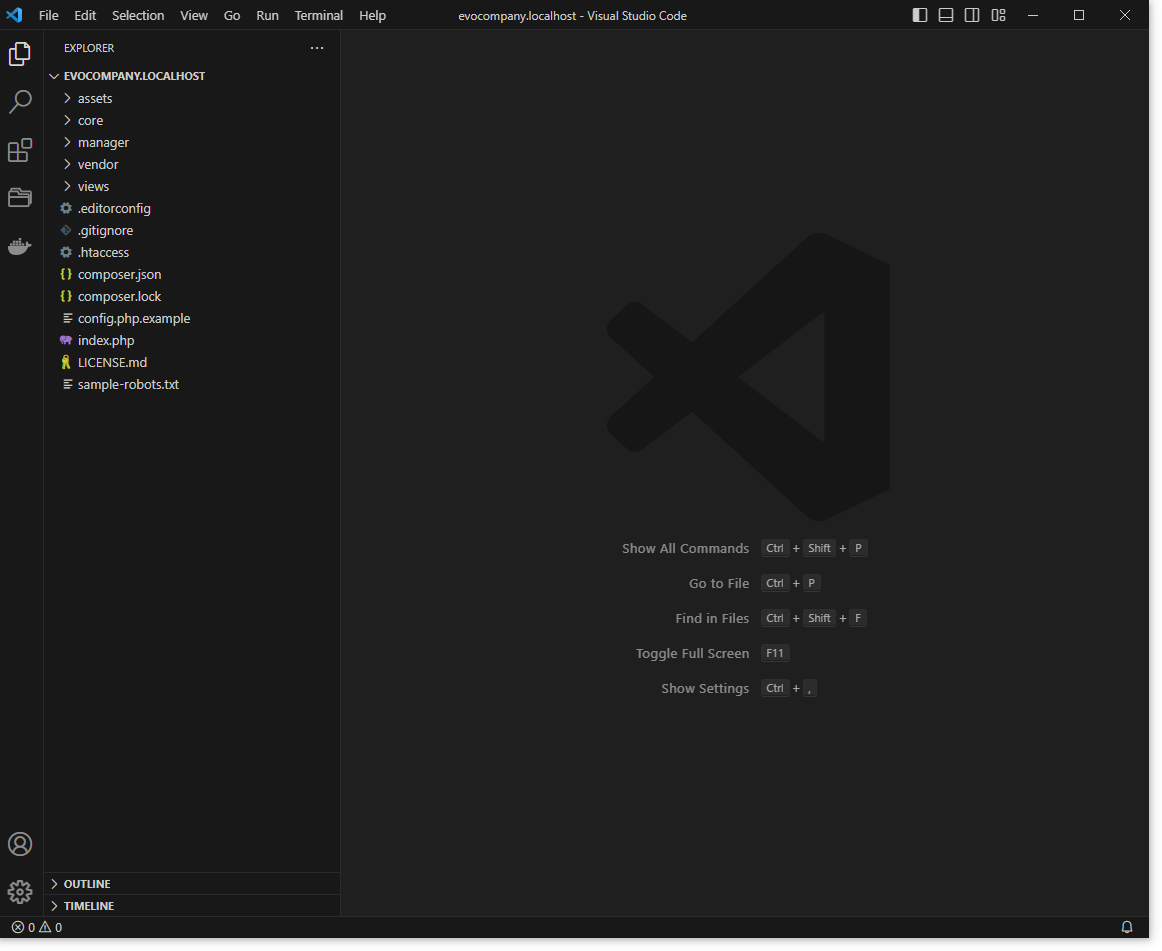 File Edit Selection View Go Run Terminal Help evocompany.localhost - Visual Studio Code
EXPLORER
EVOCOMPANY.LOCALHOST
assets
core
manager
vendor
views
.editorconfig
.gitignore
.htaccess
{} composer.json
{} composer.lock
config.php.example
index.php
LICENSE.md
sample-robots.txt
Show All Commands Ctrl + Shift + P
Go to File Ctrl + P
Find in Files Ctrl + Shift + F
Toggle Full Screen F11
Show Settings Ctrl + ,
OUTLINE
TIMELINE
0 0